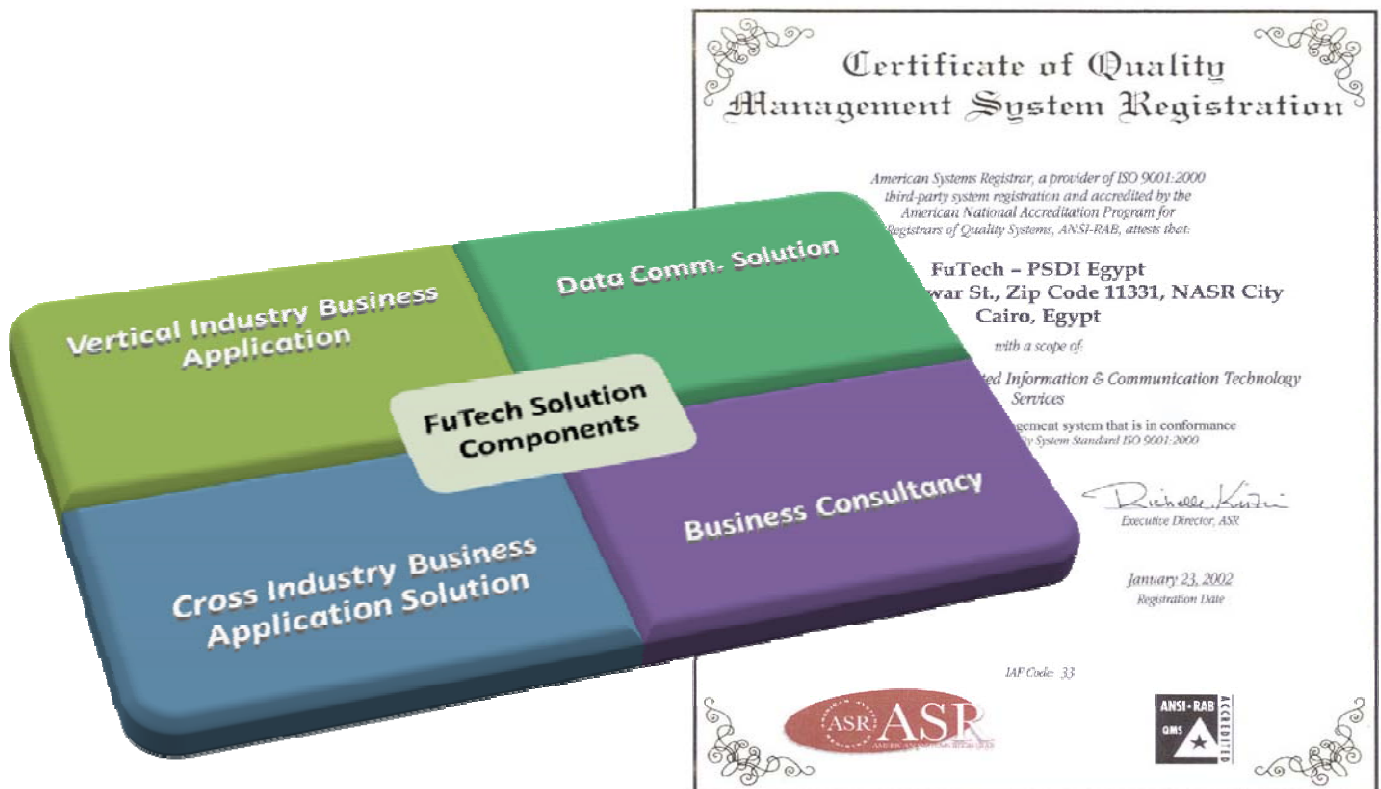 Certificate of Quality
Management System Registration
American Systems Registrar, a provider of ISO 9001:2000
third-party system registration and accredited by the
American National Accreditation Program for
Registrars of Quality Systems, ANSI-RAB, attests that:
FuTech – PSDI Egypt
St., Zip Code 11331, NASR City
Cairo, Egypt
with a scope of:
Information & Communication Technology
Services
system that is in conformance
System Standard ISO 9001:2000
Executive Director, ASR
January 23, 2002
Registration Date
IAF Code: 33
ASR ASR
ANSI - RAB
QMS
ACCREDITED
Vertical Industry Business
Application
Data Comm. Solution
FuTech Solution
Components
Cross Industry Business
Application Solution
Business Consultancy